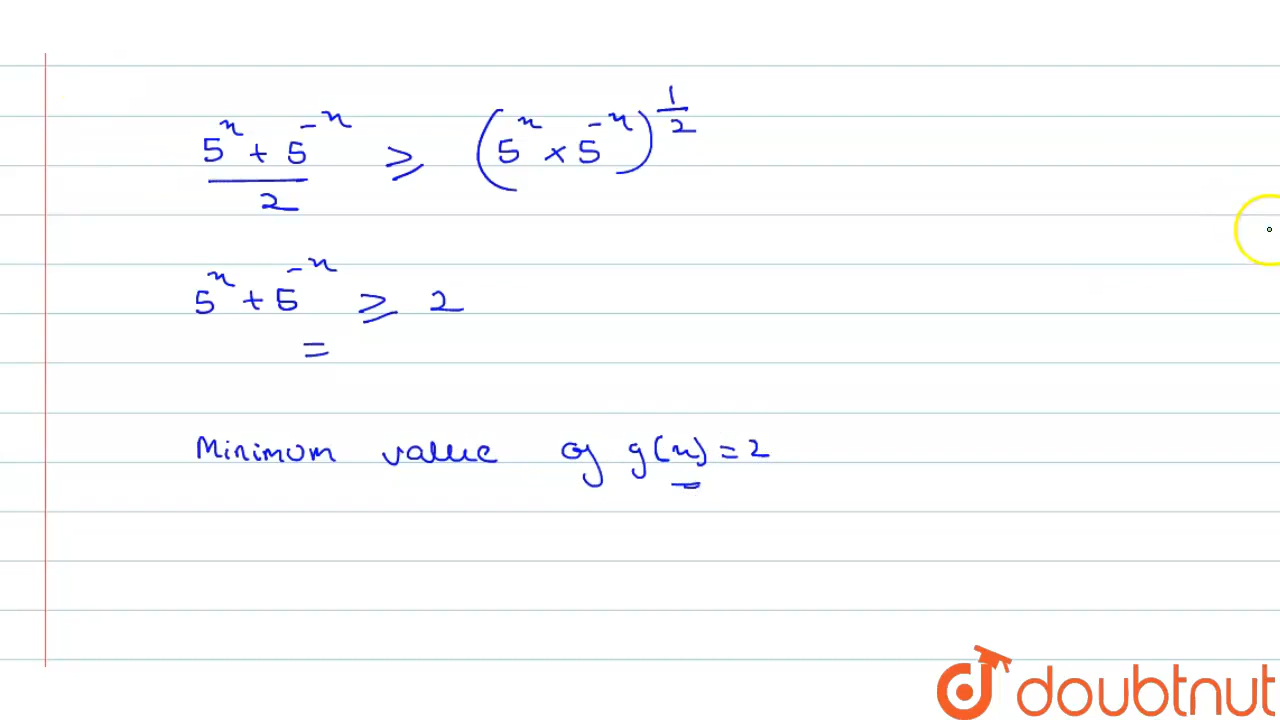 (5^x + 5^-x)/2 ≥ (5^x × 5^-x)^1/2
5^x + 5^-x ≥ 2
=
Minimum value of g(x) = 2
doubtnut